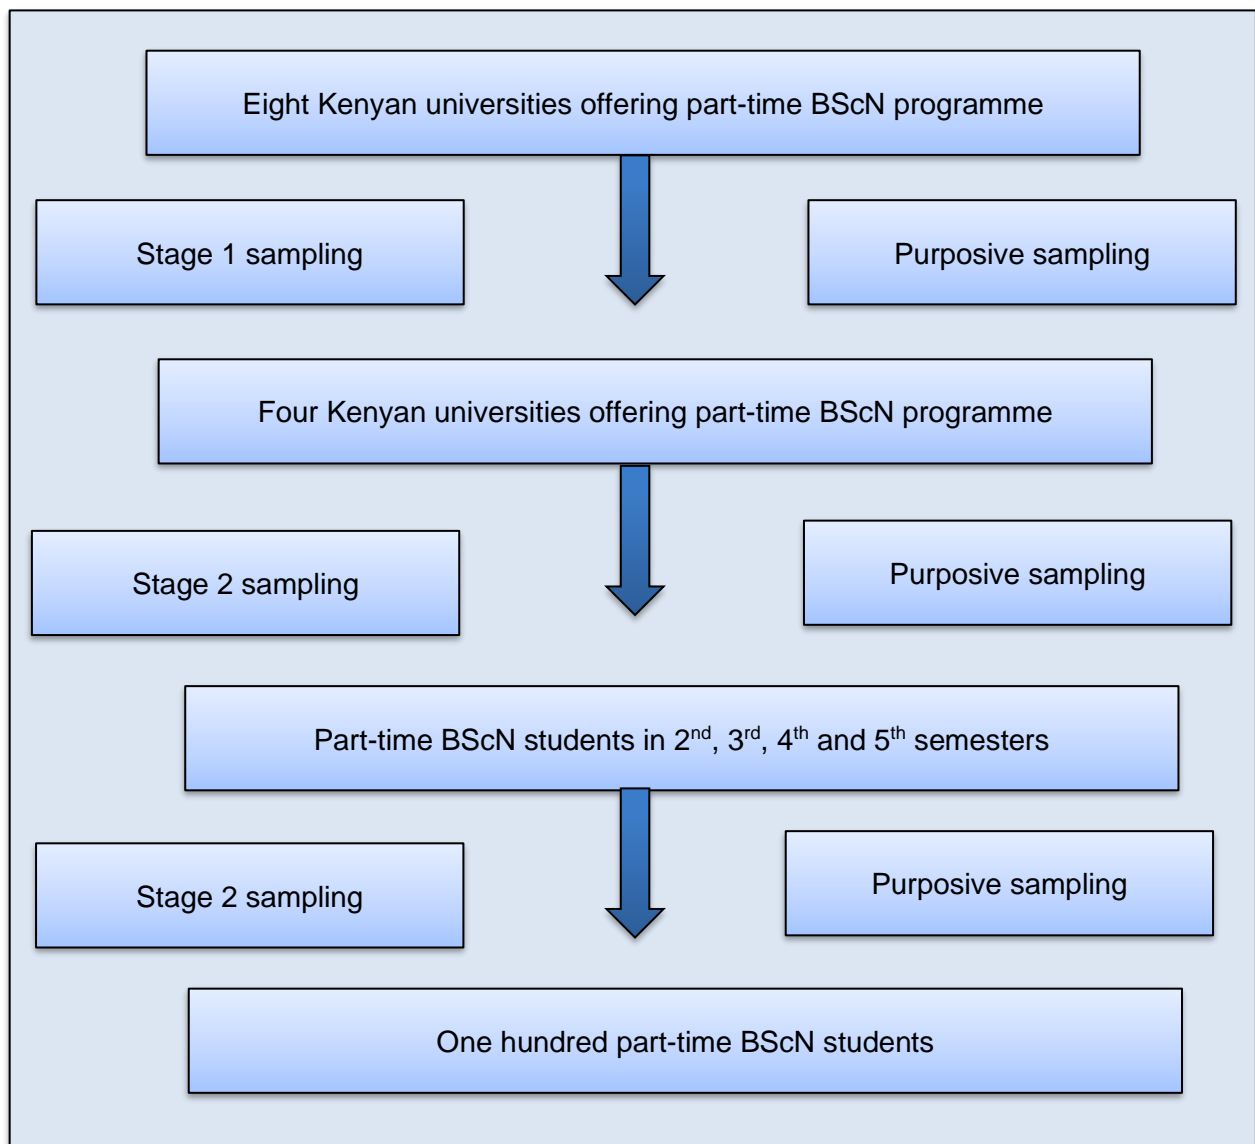 Eight Kenyan universities offering part-time BScN programme
Stage 1 sampling
Purposive sampling
Four Kenyan universities offering part-time BScN programme
Stage 2 sampling
Purposive sampling
Part-time BScN students in 2nd, 3rd, 4th and 5th semesters
Stage 2 sampling
Purposive sampling
One hundred part-time BScN students